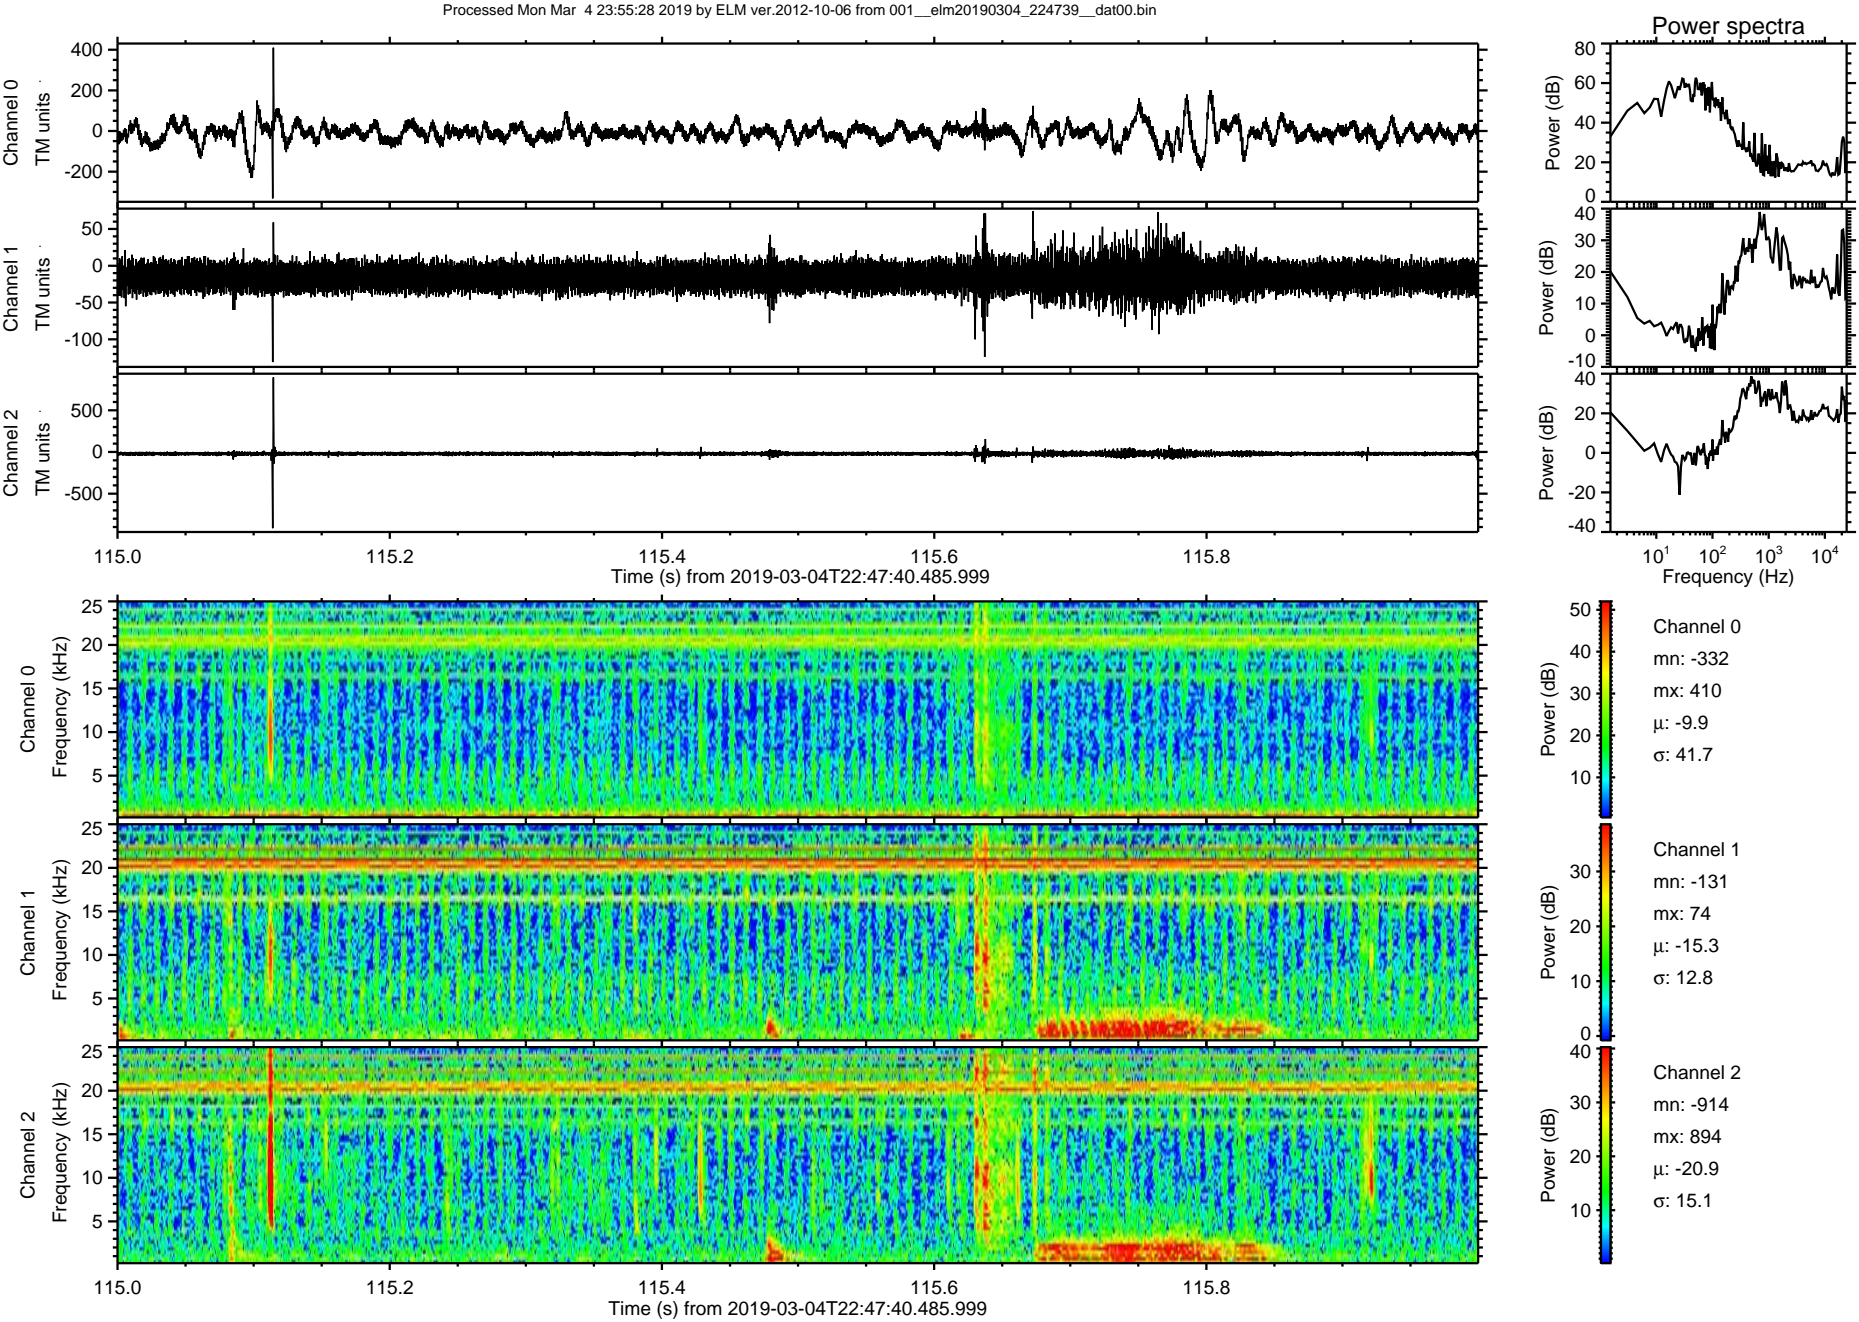 Processed Mon Mar  4 23:55:28 2019 by ELM ver.2012-10-06 from 001__elm20190304_224739__dat00.bin
Power spectra
Channel 0
TM units
400
200
0
-200
Power (dB)
80
60
40
20
0
Channel 1
TM units
50
0
-50
-100
Power (dB)
40
30
20
10
0
-10
Channel 2
TM units
500
0
-500
Power (dB)
40
20
0
-20
-40
115.0 115.2 115.4 115.6 115.8
Time (s) from 2019-03-04T22:47:40.485.999
10¹ 10² 10³ 10⁴
Frequency (Hz)
Channel 0
Frequency (kHz)
25
20
15
10
5
Power (dB)
50
40
30
20
10
Channel 0
mn: -332
mx: 410
μ: -9.9
σ: 41.7
Channel 1
Frequency (kHz)
25
20
15
10
5
Power (dB)
30
20
10
0
Channel 1
mn: -131
mx: 74
μ: -15.3
σ: 12.8
Channel 2
Frequency (kHz)
25
20
15
10
5
Power (dB)
40
30
20
10
Channel 2
mn: -914
mx: 894
μ: -20.9
σ: 15.1
115.0 115.2 115.4 115.6 115.8
Time (s) from 2019-03-04T22:47:40.485.999